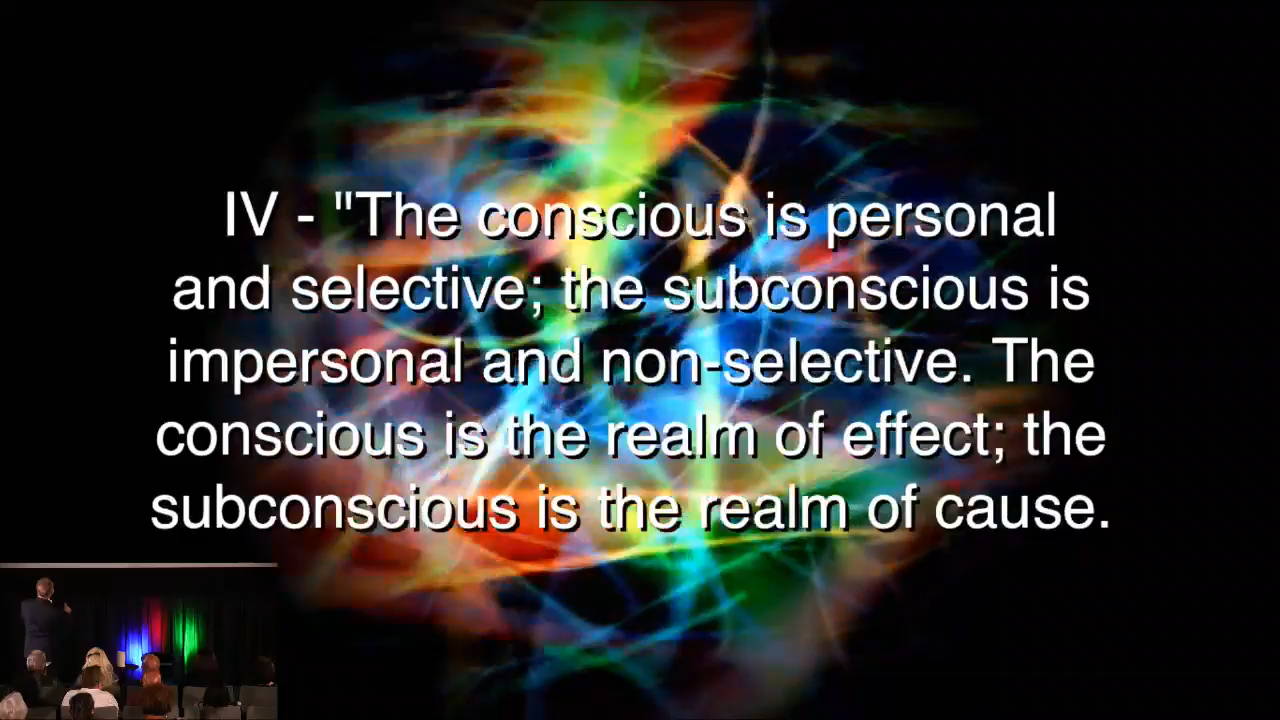 IV - "The conscious is personal
and selective; the subconscious is
impersonal and non-selective. The
conscious is the realm of effect; the
subconscious is the realm of cause.